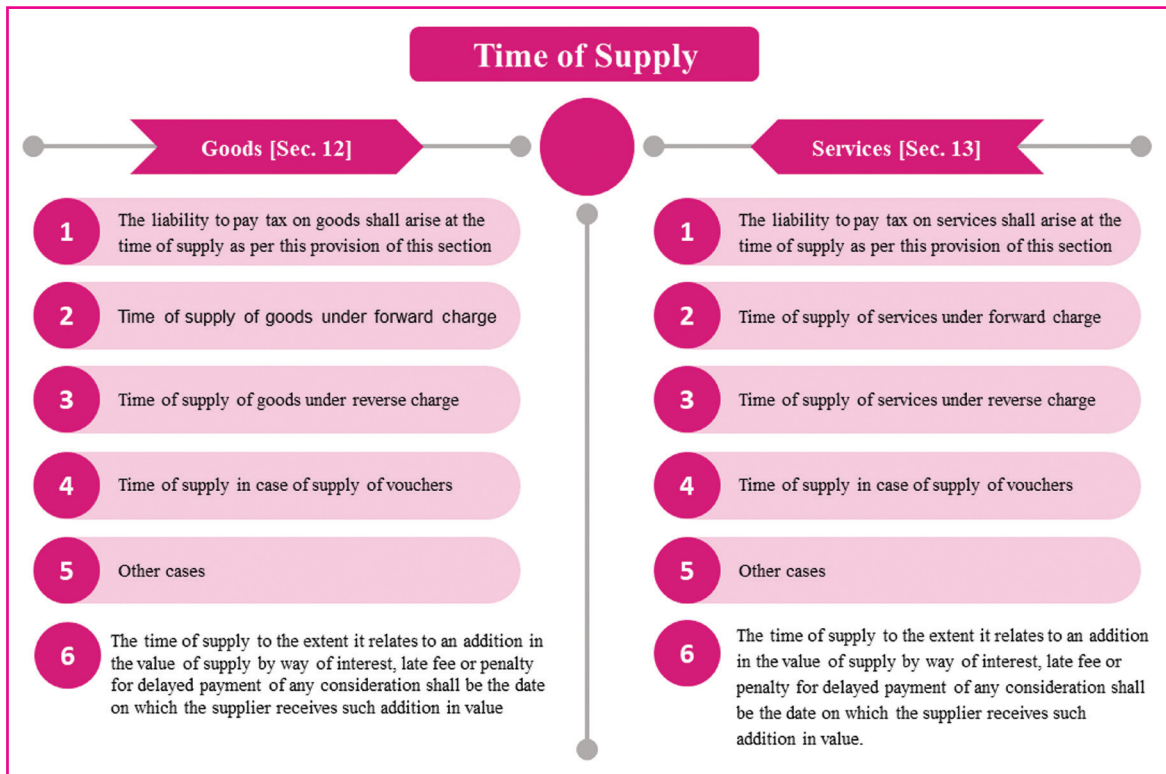 Time of Supply
Goods [Sec. 12]
1
The liability to pay tax on goods shall arise at the
time of supply as per this provision of this section
2
Time of supply of goods under forward charge
3
Time of supply of goods under reverse charge
4
Time of supply in case of supply of vouchers
5
Other cases
6
The time of supply to the extent it relates to an addition in
the value of supply by way of interest, late fee or penalty
for delayed payment of any consideration shall be the date
on which the supplier receives such addition in value
Services [Sec. 13]
1
The liability to pay tax on services shall arise at the
time of supply as per this provision of this section
2
Time of supply of services under forward charge
3
Time of supply of services under reverse charge
4
Time of supply in case of supply of vouchers
5
Other cases
6
The time of supply to the extent it relates to an addition
in the value of supply by way of interest, late fee or
penalty for delayed payment of any consideration shall
be the date on which the supplier receives such
addition in value.